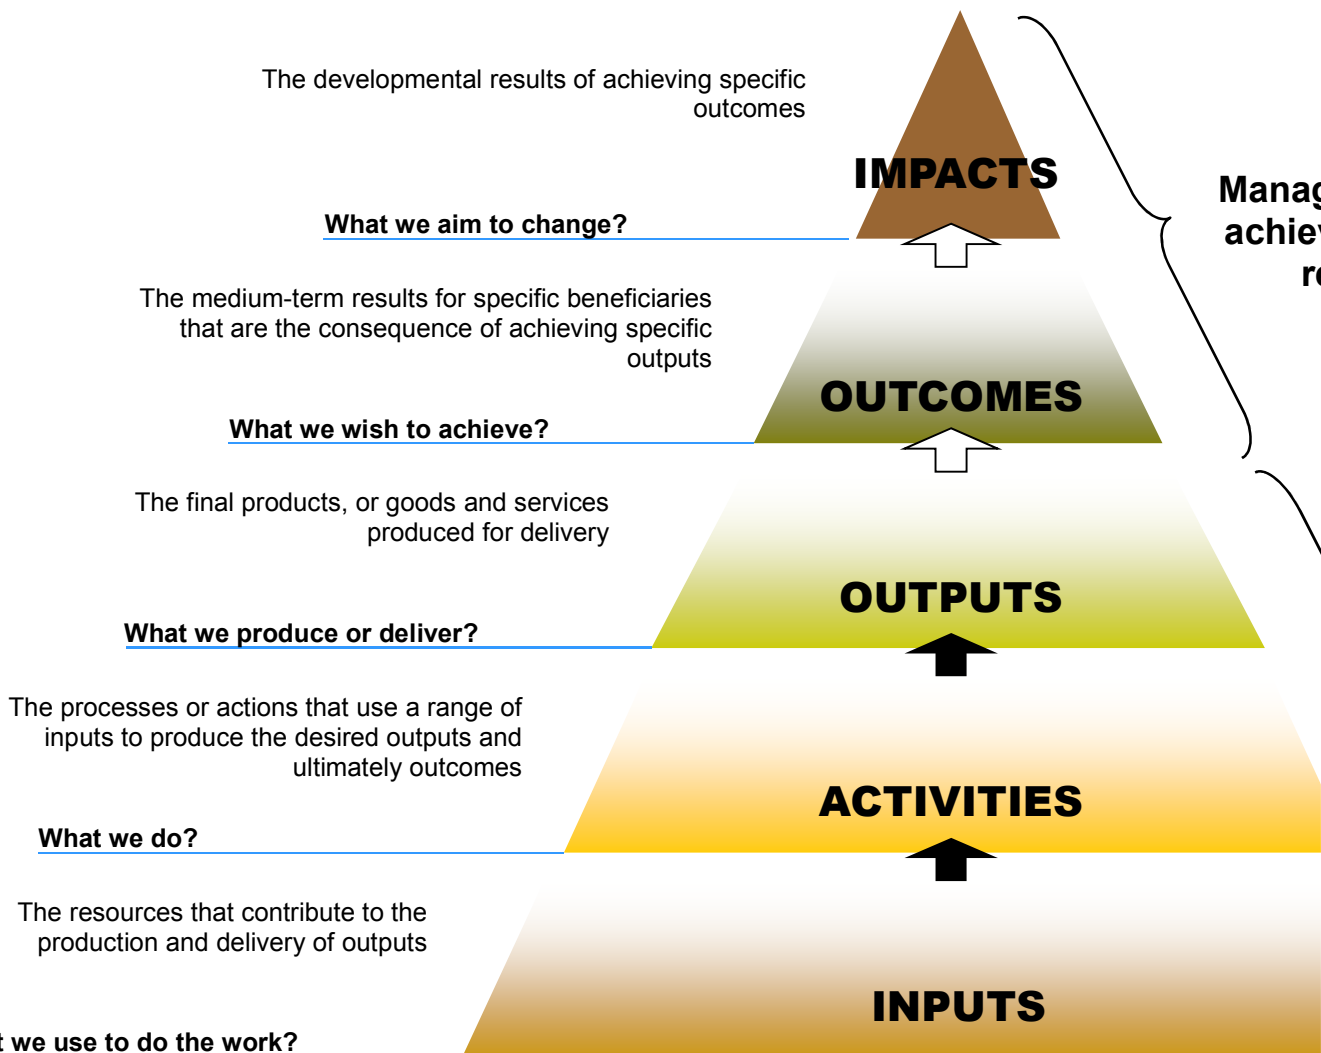 The developmental results of achieving specific
outcomes
IMPACTS
What we aim to change?
The medium-term results for specific beneficiaries
that are the consequence of achieving specific
outputs
OUTCOMES
What we wish to achieve?
The final products, or goods and services
produced for delivery
OUTPUTS
What we produce or deliver?
The processes or actions that use a range of
inputs to produce the desired outputs and
ultimately outcomes
ACTIVITIES
What we do?
The resources that contribute to the
production and delivery of outputs
INPUTS
we use to do the work?